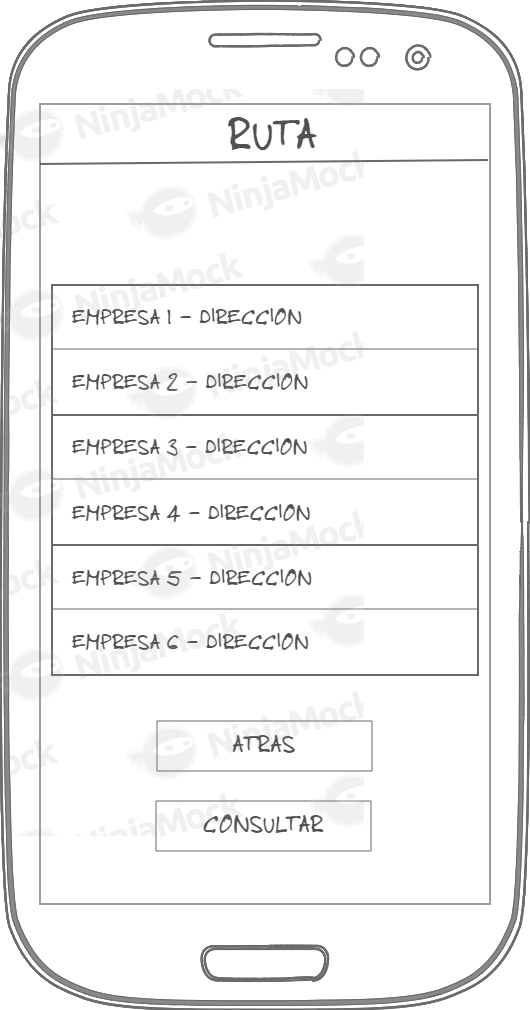 RUTA
EMPRESA 1 - DIRECCION
EMPRESA 2 - DIRECCION
EMPRESA 3 - DIRECCION
EMPRESA 4 - DIRECCION
EMPRESA 5 - DIRECCION
EMPRESA 6 - DIRECCION
ATRAS
CONSULTAR
NinjaMock